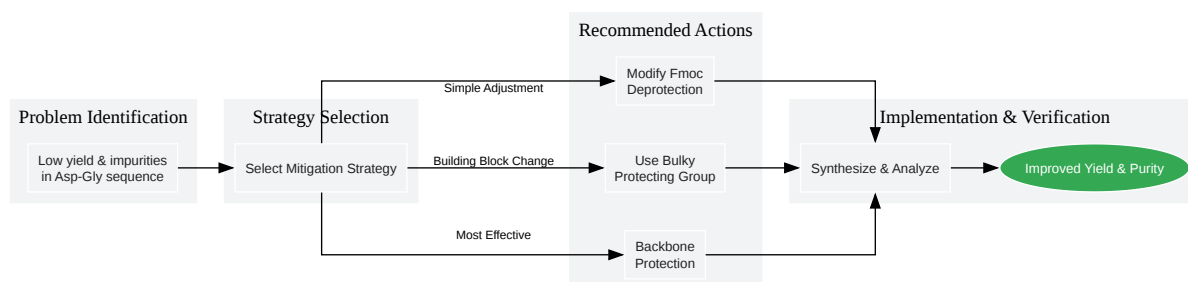 Problem Identification
Low yield & impurities
in Asp-Gly sequence
Strategy Selection
Select Mitigation Strategy
Simple Adjustment
Building Block Change
Most Effective
Recommended Actions
Modify Fmoc
Deprotection
Use Bulky
Protecting Group
Backbone
Protection
Implementation & Verification
Synthesize & Analyze
Improved Yield & Purity